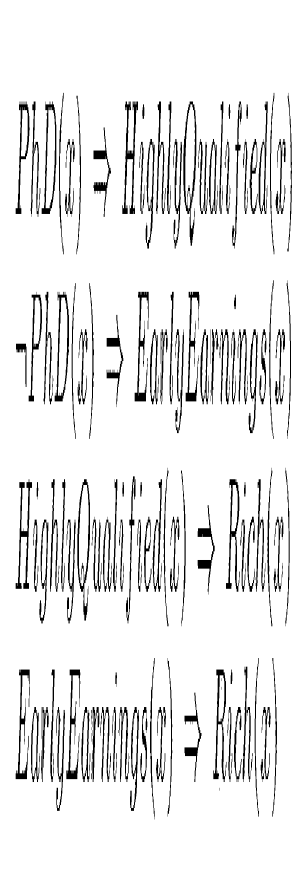 PhD(x) ⇒ HighlyQualified(x)
¬PhD(x) ⇒ EarlyEarnings(x)
HighlyQualified(x) ⇒ Rich(x)
EarlyEarnings(x) ⇒ Rich(x)